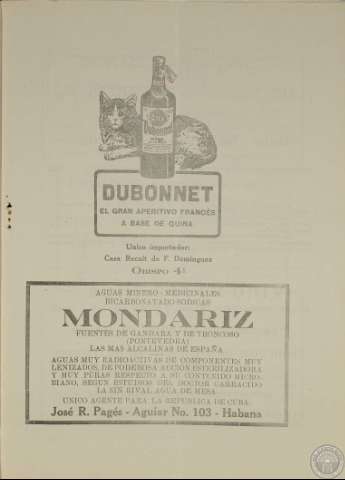 DUBONNET
EL GRAN APERITIVO FRANCÉS
A BASE DE QUINA
Unico importador:
Casa Recalt de F. Domínguez
OBISPO 4½
AGUAS MINERO-MEDICINALES
BICARBONATADO-SODICAS
MONDARIZ
FUENTES DE GANDARA Y DE TRONCOSO
(PONTEVEDRA)
LAS MAS ALCALINAS DE ESPAÑA
AGUAS MUY RADIOACTIVAS DE COMPONENTES MUY
IONIZADOS, DE PODEROSA ACCION ESTERILIZADORA
Y MUY PURAS RESPECTO A SU CONTENIDO MICRO-
BIANO, SEGUN ESTUDIOS DEL DOCTOR CARRACIDO
LA SIN RIVAL AGUA DE MESA
UNICO AGENTE PARA LA REPUBLICA DE CUBA:
José R. Pagés - Aguiar No. 103 - Habana